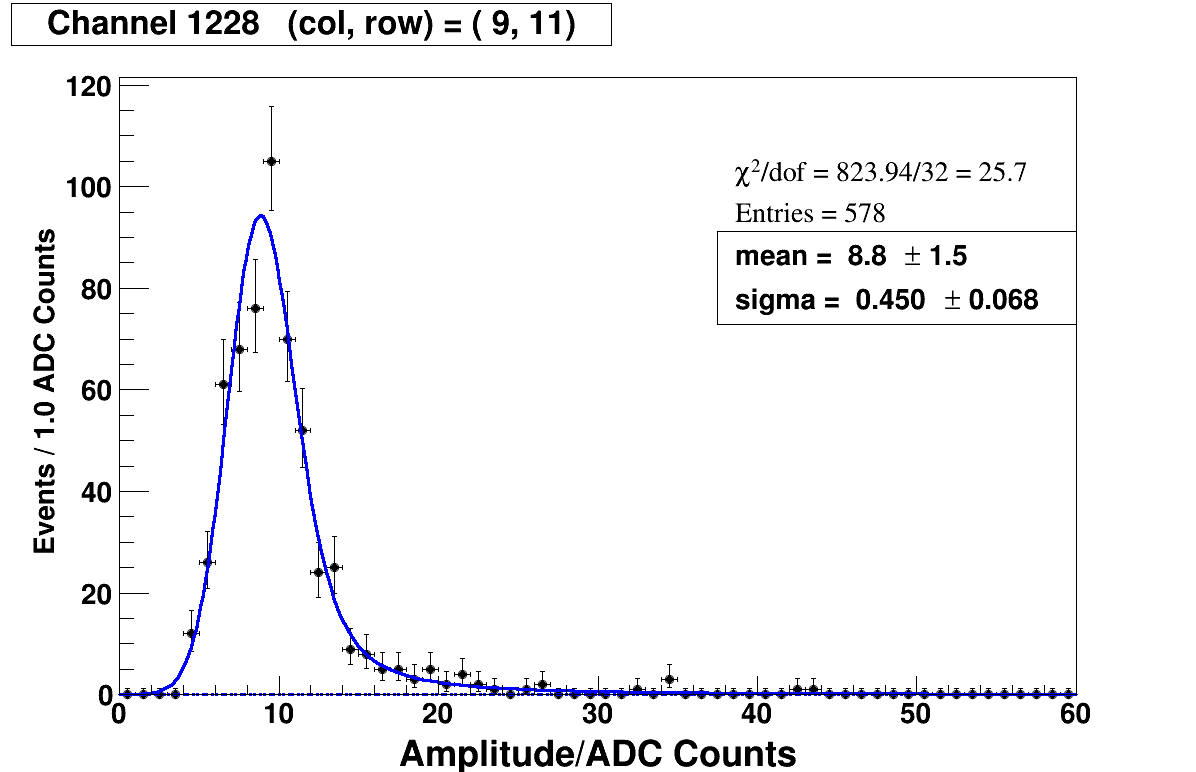 Channel 1228 (col, row) = ( 9, 11)
120
100
80
60
40
20
0
Events / 1.0 ADC Counts
χ²/dof = 823.94/32 = 25.7
Entries = 578
mean = 8.8 ± 1.5
sigma = 0.450 ± 0.068
0 10 20 30 40 50 60
Amplitude/ADC Counts